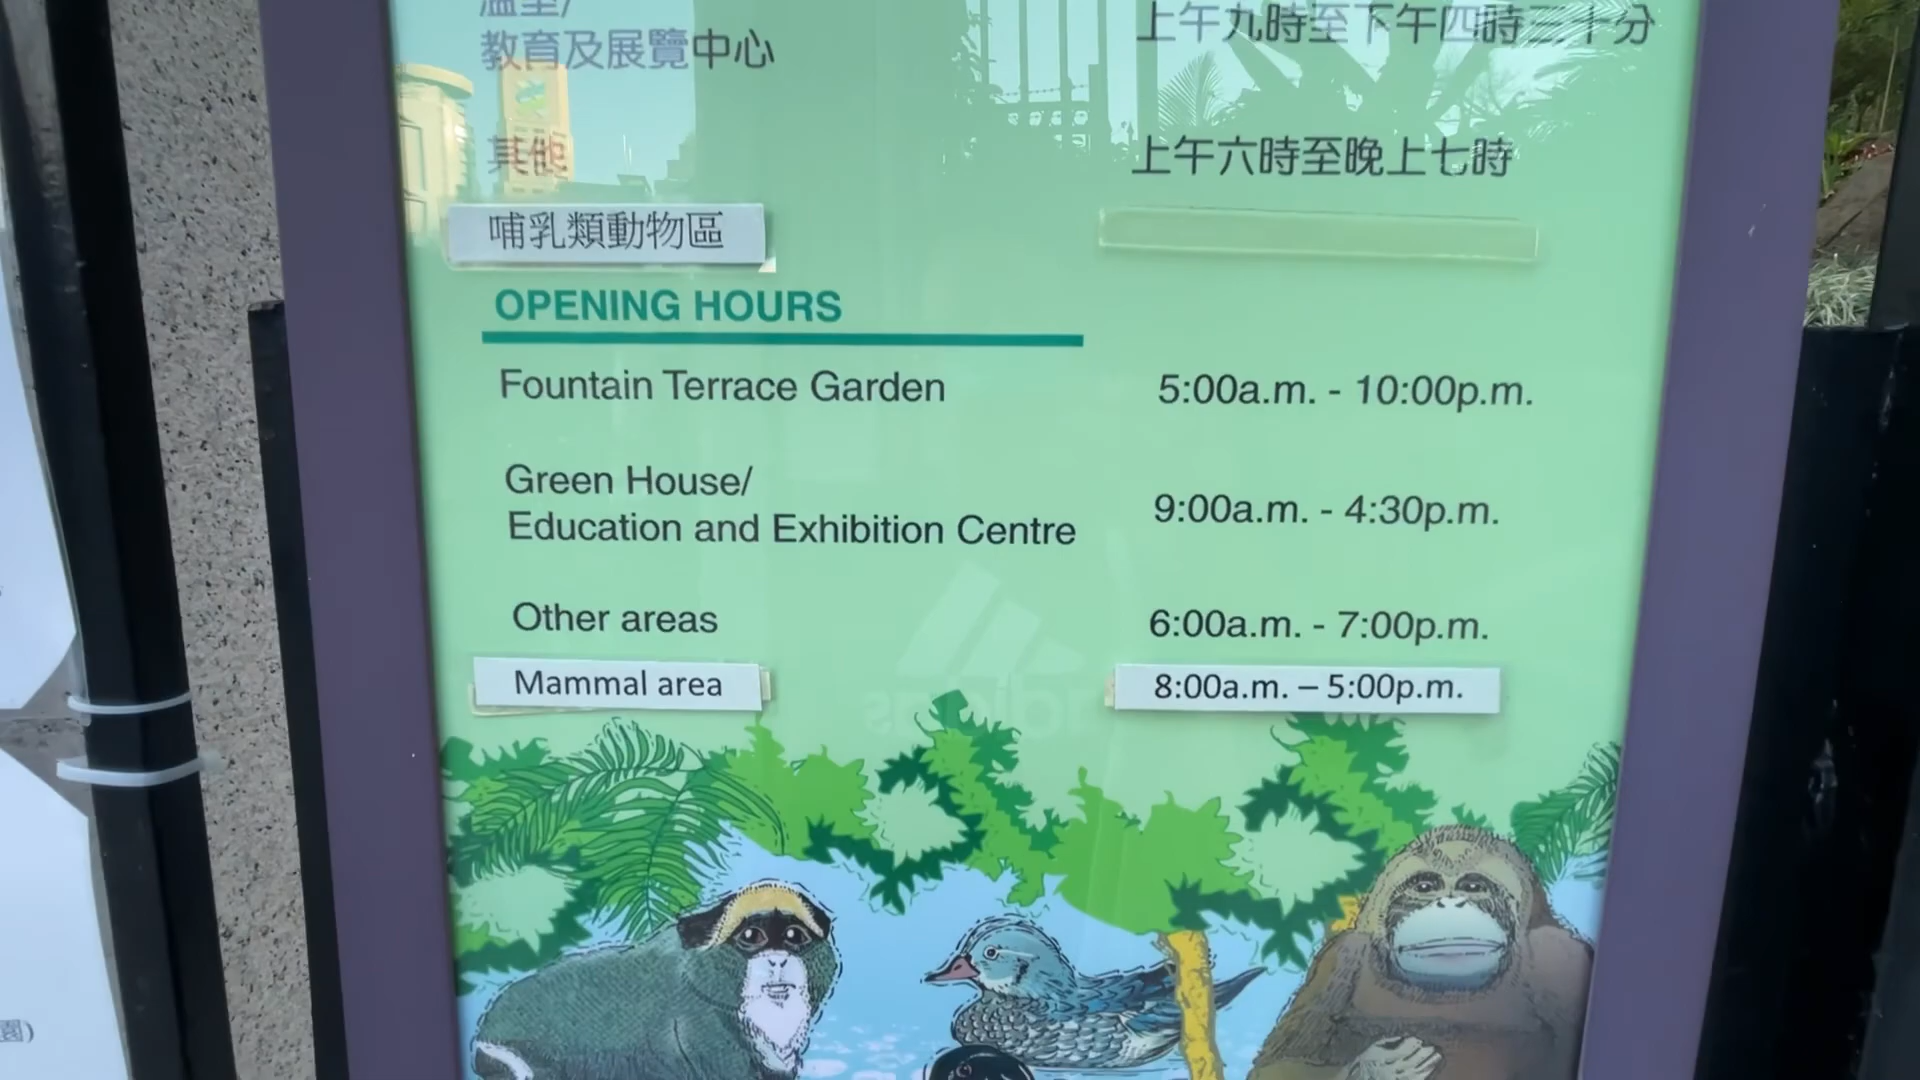 溫室/
教育及展覽中心 上午九時至下午四時三十分
其他 上午六時至晚上七時
哺乳類動物區
OPENING HOURS
Fountain Terrace Garden 5:00a.m. - 10:00p.m.
Green House/
Education and Exhibition Centre 9:00a.m. - 4:30p.m.
Other areas 6:00a.m. - 7:00p.m.
Mammal area 8:00a.m. – 5:00p.m.
adidas
園)